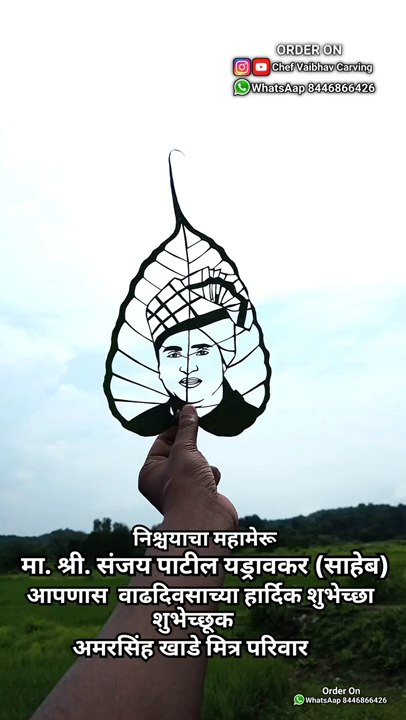 ORDER ON
Chef Vaibhav Carving
WhatsAap 8446866426
निश्चयाचा महामेरू
मा. श्री. संजय पाटील यड्रावकर (साहेब)
आपणास वाढदिवसाच्या हार्दिक शुभेच्छा
शुभेच्छूक
अमरसिंह खाडे मित्र परिवार
Order On
WhatsAap 8446866426